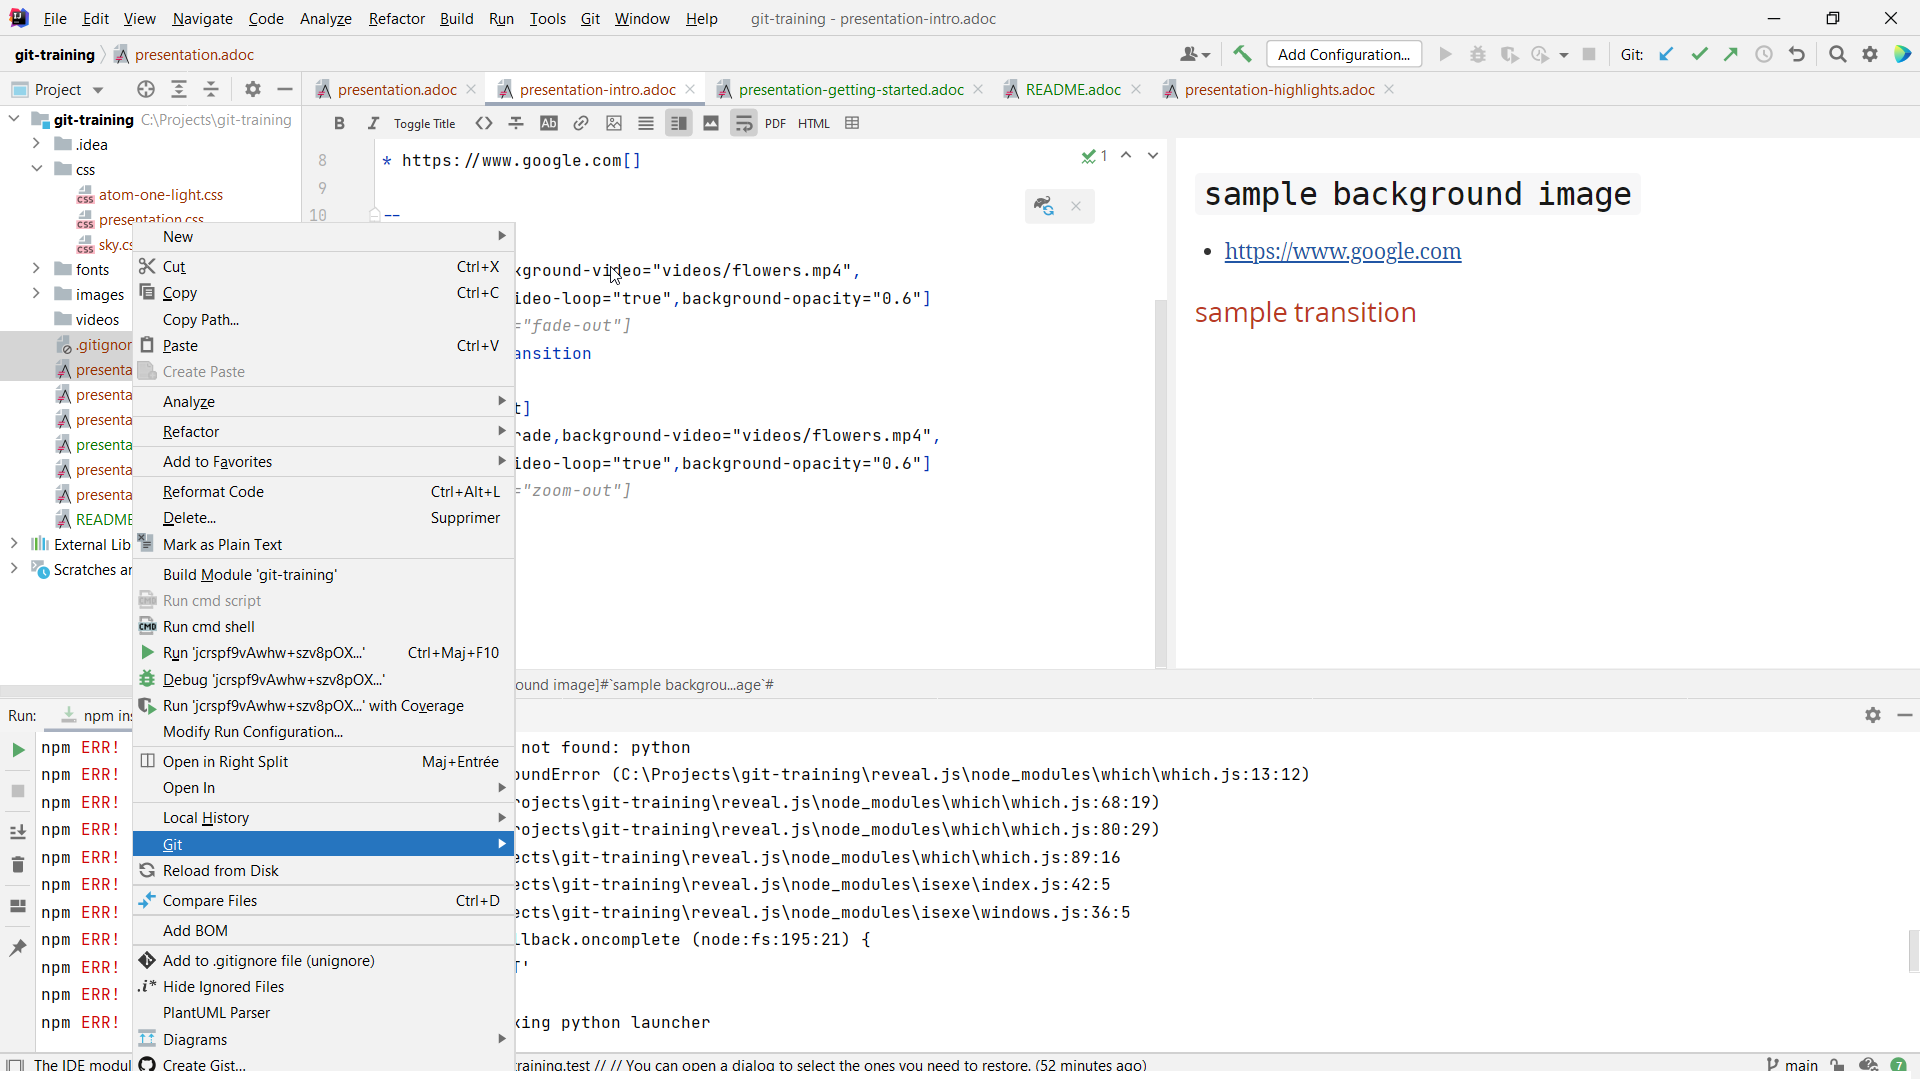 File Edit View Navigate Code Analyze Refactor Build Run Tools Git Window Help git-training - presentation-intro.adoc
git-training presentation.adoc Add Configuration... Git:
Project presentation.adoc presentation-intro.adoc presentation-getting-started.adoc README.adoc presentation-highlights.adoc
git-training C:\Projects\git-training
B I Toggle Title PDF HTML
.idea
css
atom-one-light.css
presentation.css
sky.cs
fonts
images
videos
.gitignor
presenta
presenta
presenta
presenta
presenta
presenta
README
External Lib
Scratches ar
8 * https://www.google.com[]
9
10 --
1
kground-video="videos/flowers.mp4",
ideo-loop="true",background-opacity="0.6"]
="fade-out"]
ansition
t]
rade,background-video="videos/flowers.mp4",
ideo-loop="true",background-opacity="0.6"]
="zoom-out"]
ound image]#`sample backgrou...age`#
sample background image
• https://www.google.com
sample transition
New
Cut Ctrl+X
Copy Ctrl+C
Copy Path...
Paste Ctrl+V
Create Paste
Analyze
Refactor
Add to Favorites
Reformat Code Ctrl+Alt+L
Delete... Supprimer
Mark as Plain Text
Build Module 'git-training'
Run cmd script
Run cmd shell
Run 'jcrspf9vAwhw+szv8pOX...' Ctrl+Maj+F10
Debug 'jcrspf9vAwhw+szv8pOX...'
Run 'jcrspf9vAwhw+szv8pOX...' with Coverage
Modify Run Configuration...
Open in Right Split Maj+Entrée
Open In
Local History
Git
Reload from Disk
Compare Files Ctrl+D
Add BOM
Add to .gitignore file (unignore)
Hide Ignored Files
PlantUML Parser
Diagrams
Create Gist...
Run: npm ins
npm ERR! not found: python
npm ERR! oundError (C:\Projects\git-training\reveal.js\node_modules\which\which.js:13:12)
npm ERR! rojects\git-training\reveal.js\node_modules\which\which.js:68:19)
npm ERR! rojects\git-training\reveal.js\node_modules\which\which.js:80:29)
npm ERR! ects\git-training\reveal.js\node_modules\which\which.js:89:16
npm ERR! ects\git-training\reveal.js\node_modules\isexe\index.js:42:5
npm ERR! ects\git-training\reveal.js\node_modules\isexe\windows.js:36:5
npm ERR! llback.oncomplete (node:fs:195:21) {
npm ERR! T'
npm ERR!
npm ERR! king python launcher
The IDE modul raining.test // // You can open a dialog to select the ones you need to restore. (52 minutes ago) main 7